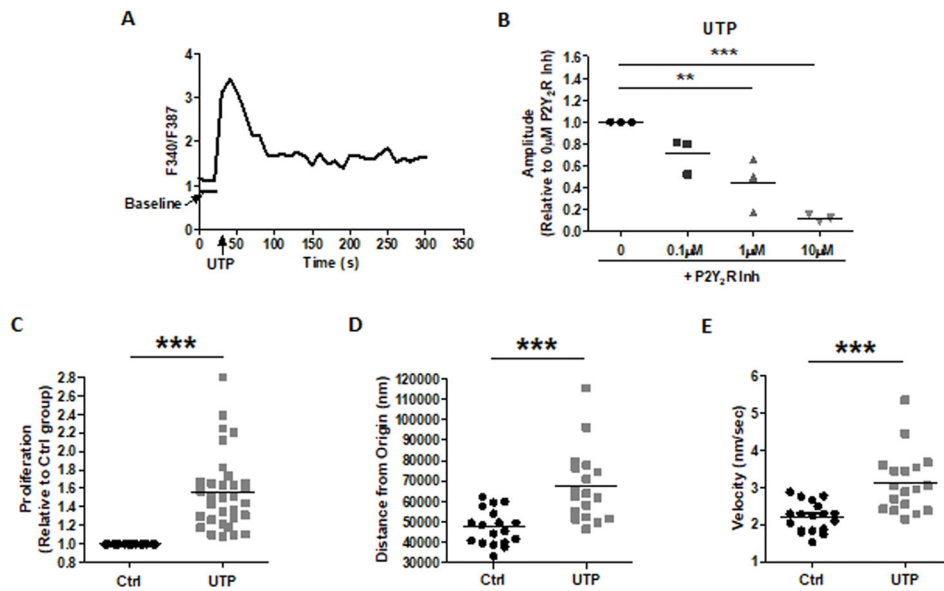 A
F340/F387
4
3
2
1
0
Baseline
0 50 100 150 200 250 300 350
UTP
Time (s)
B
UTP
***
**
Amplitude
(Relative to 0μM P2Y₂R Inh)
1.6
1.4
1.2
1.0
0.8
0.6
0.4
0.2
0.0
0 0.1μM 1μM 10μM
+ P2Y₂R Inh
C
***
Proliferation
(Relative to Ctrl group)
2.8
2.6
2.4
2.2
2.0
1.8
1.6
1.4
1.2
1.0
0.8
Ctrl UTP
D
***
Distance from Origin (nm)
120000
110000
100000
90000
80000
70000
60000
50000
40000
30000
Ctrl UTP
E
***
Velocity (nm/sec)
6
5
4
3
2
1
Ctrl UTP